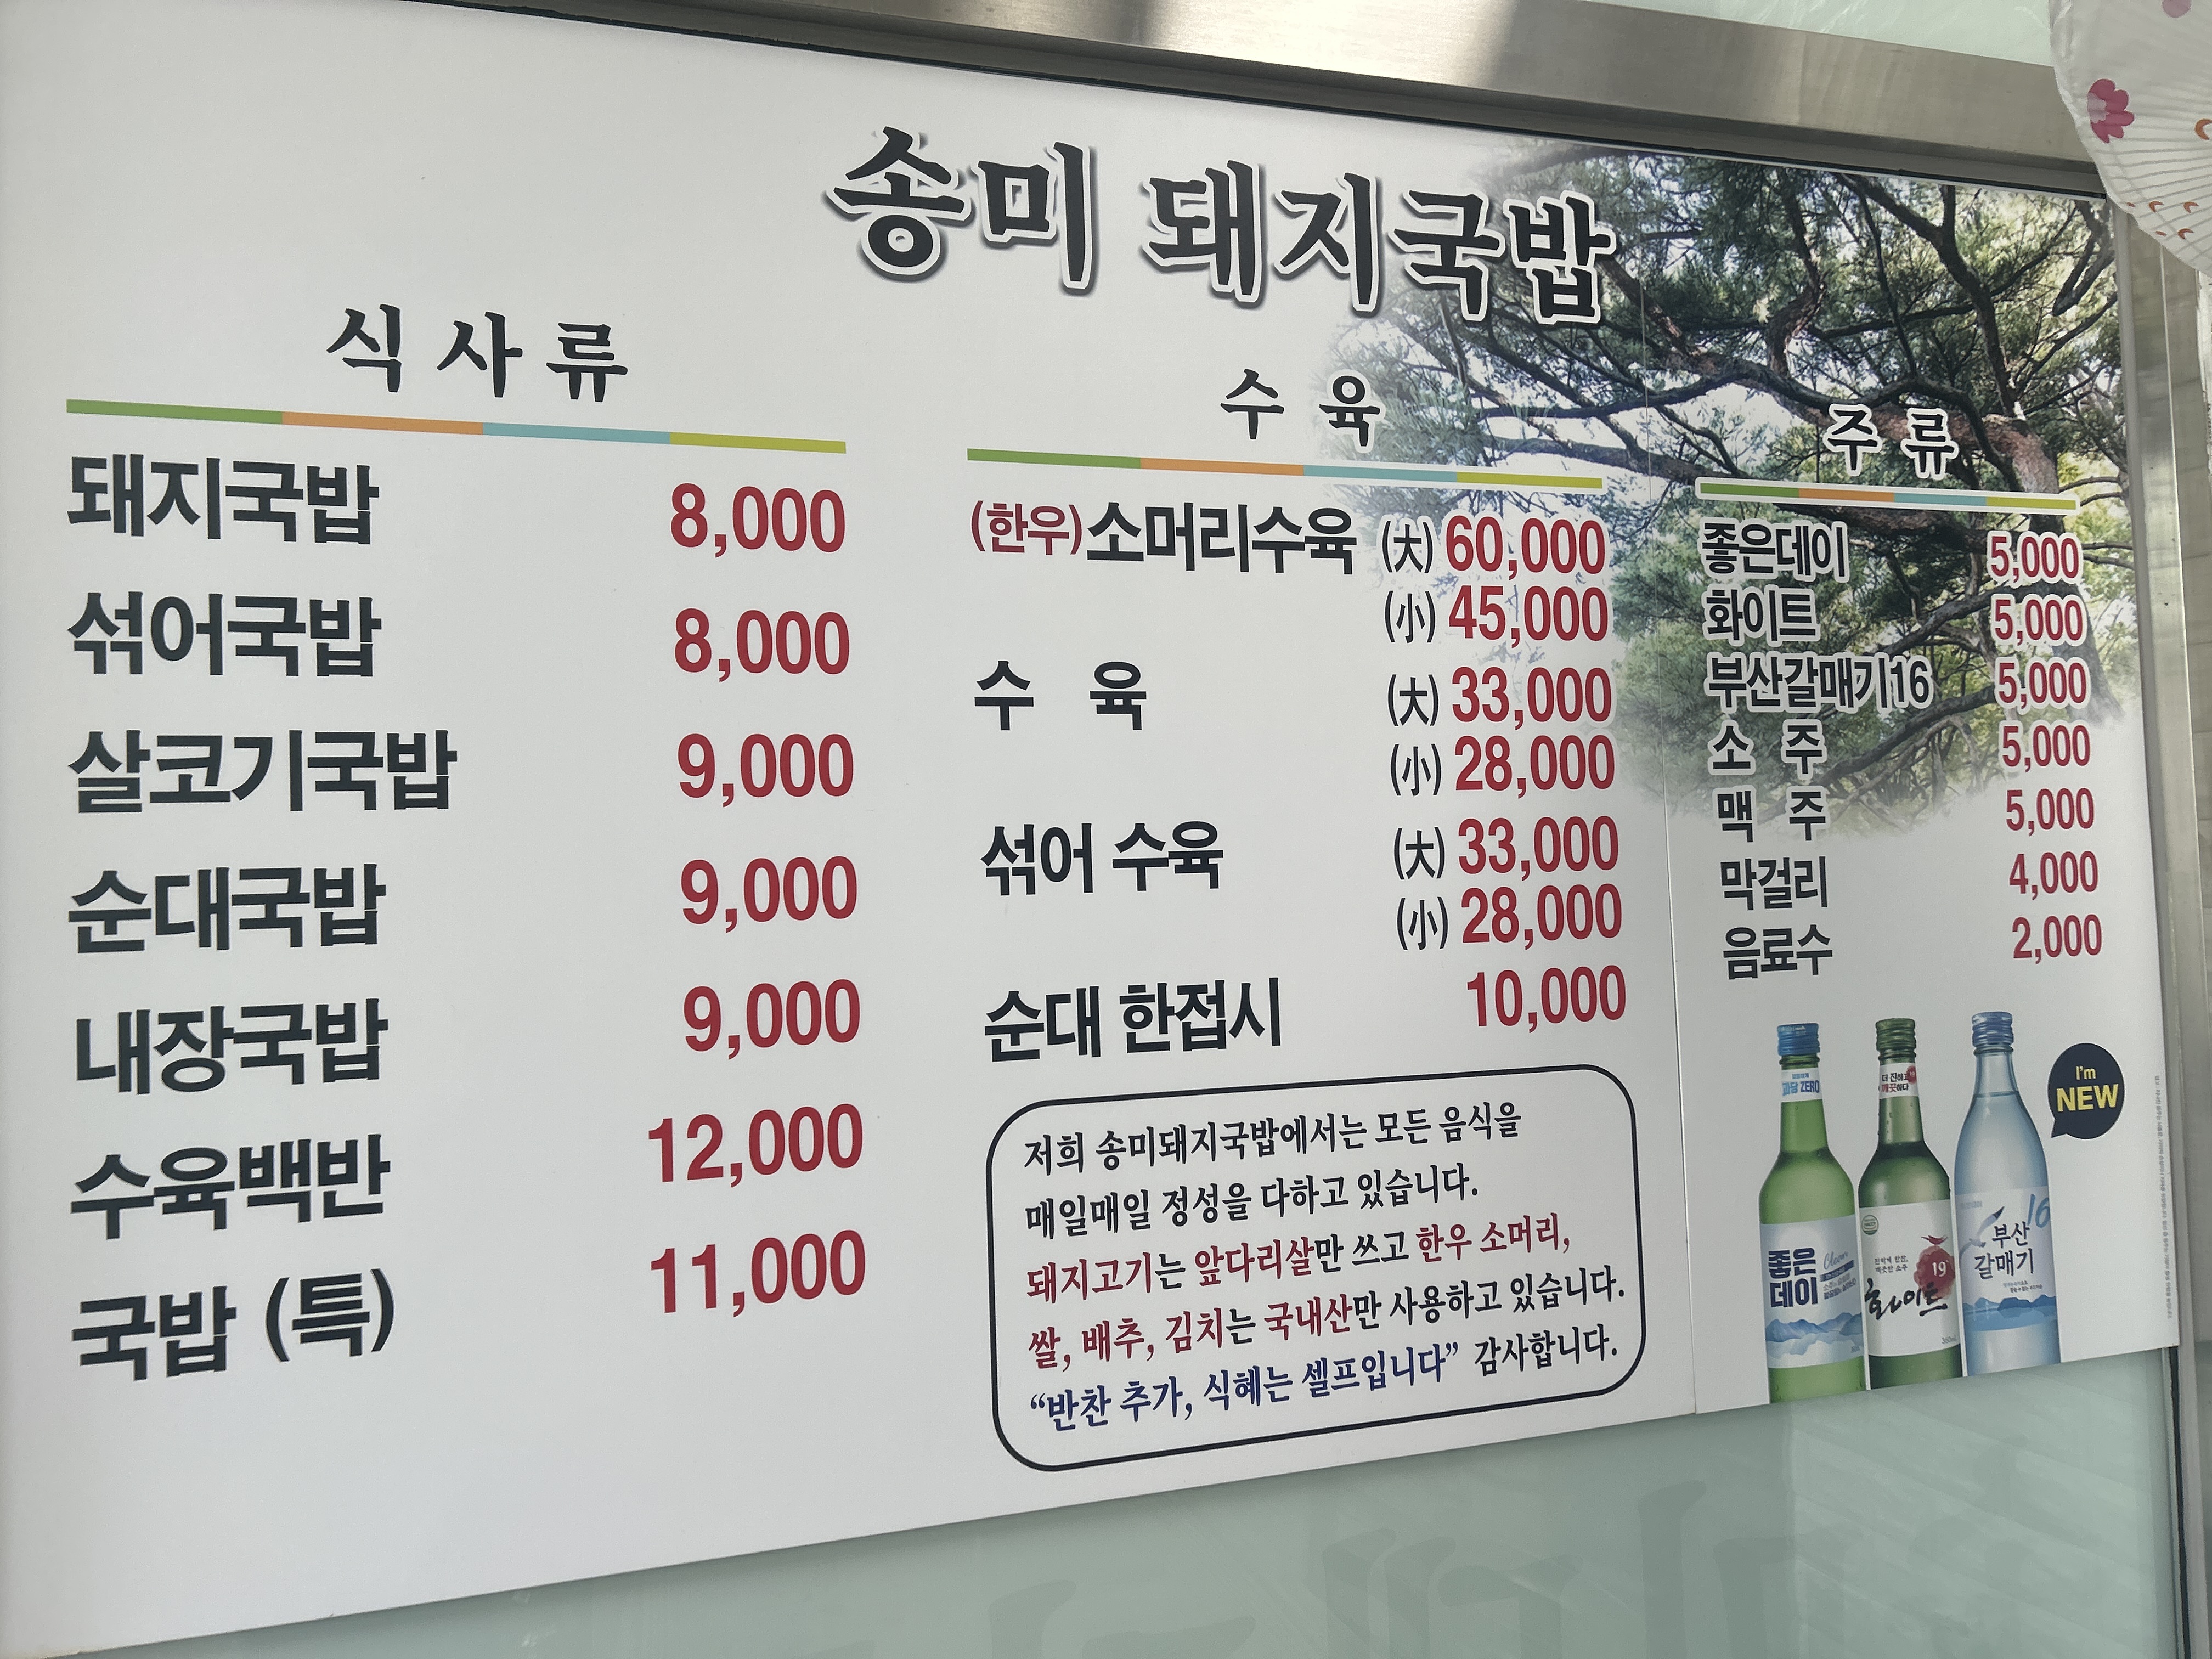 송미 돼지국밥
식사류
돼지국밥 8,000
섞어국밥 8,000
살코기국밥 9,000
순대국밥 9,000
내장국밥 9,000
수육백반 12,000
국밥 (특) 11,000
수육
(한우)소머리수육 (大) 60,000
(小) 45,000
수육 (大) 33,000
(小) 28,000
섞어 수육 (大) 33,000
(小) 28,000
순대 한접시 10,000
저희 송미돼지국밥에서는 모든 음식을
매일매일 정성을 다하고 있습니다.
돼지고기는 앞다리살만 쓰고 한우 소머리,
쌀, 배추, 김치는 국내산만 사용하고 있습니다.
“반찬 추가, 식혜는 셀프입니다” 감사합니다.
주류
좋은데이 5,000
화이트 5,000
부산갈매기16 5,000
소주 5,000
맥주 5,000
막걸리 4,000
음료수 2,000
I'm
NEW
ZERO
좋은
데이
19
화이트
16
부산
갈매기